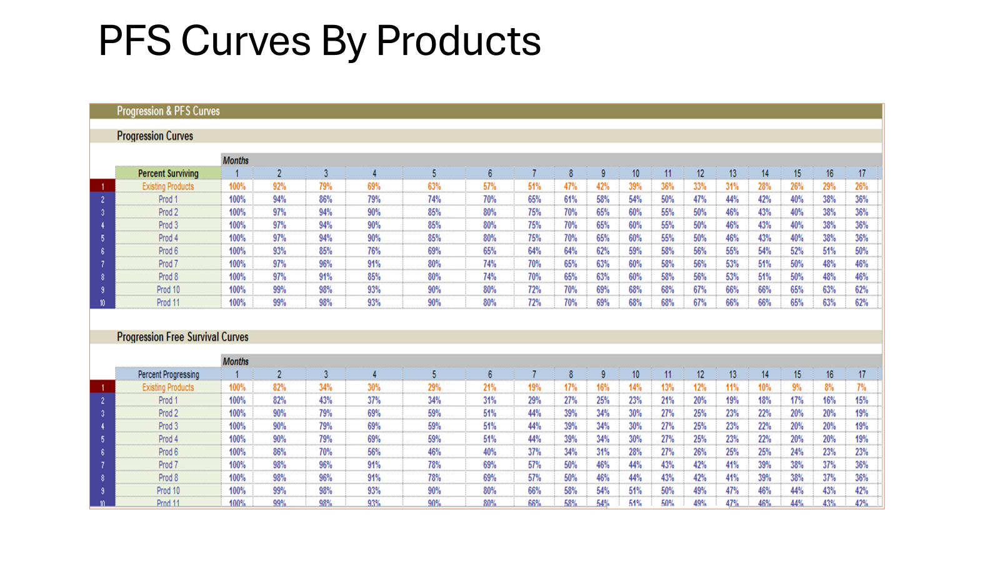 PFS Curves By Products
Progression & PFS Curves
Progression Curves
Months
Percent Surviving 1 2 3 4 5 6 7 8 9 10 11 12 13 14 15 16 17
1 Existing Products 100% 92% 79% 69% 63% 57% 51% 47% 42% 39% 36% 33% 31% 28% 26% 29% 26%
2 Prod 1 100% 94% 86% 79% 74% 70% 65% 61% 58% 54% 50% 47% 44% 42% 40% 38% 36%
3 Prod 2 100% 97% 94% 90% 85% 80% 75% 70% 65% 60% 55% 50% 46% 43% 40% 38% 36%
4 Prod 3 100% 97% 94% 90% 85% 80% 75% 70% 65% 60% 55% 50% 46% 43% 40% 38% 36%
5 Prod 4 100% 97% 94% 90% 85% 80% 75% 70% 65% 60% 55% 50% 46% 43% 40% 38% 36%
6 Prod 6 100% 93% 85% 76% 69% 65% 64% 64% 62% 59% 58% 56% 55% 54% 52% 51% 50%
7 Prod 7 100% 97% 96% 91% 80% 74% 70% 65% 63% 60% 58% 56% 53% 51% 50% 48% 46%
8 Prod 8 100% 97% 91% 85% 80% 74% 70% 65% 63% 60% 58% 56% 53% 51% 50% 48% 46%
9 Prod 10 100% 99% 98% 93% 90% 80% 72% 70% 69% 68% 68% 67% 66% 66% 65% 63% 62%
10 Prod 11 100% 99% 98% 93% 90% 80% 72% 70% 69% 68% 68% 67% 66% 66% 65% 63% 62%
Progression Free Survival Curves
Months
Percent Progressing 1 2 3 4 5 6 7 8 9 10 11 12 13 14 15 16 17
1 Existing Products 100% 82% 34% 30% 29% 21% 19% 17% 16% 14% 13% 12% 11% 10% 9% 8% 7%
2 Prod 1 100% 82% 43% 37% 34% 31% 29% 27% 25% 23% 21% 20% 19% 18% 17% 16% 15%
3 Prod 2 100% 90% 79% 69% 59% 51% 44% 39% 34% 30% 27% 25% 23% 22% 20% 20% 19%
4 Prod 3 100% 90% 79% 69% 59% 51% 44% 39% 34% 30% 27% 25% 23% 22% 20% 20% 19%
5 Prod 4 100% 90% 79% 69% 59% 51% 44% 39% 34% 30% 27% 25% 23% 22% 20% 20% 19%
6 Prod 6 100% 86% 70% 56% 46% 40% 37% 34% 31% 28% 27% 26% 25% 25% 24% 23% 23%
7 Prod 7 100% 98% 96% 91% 78% 69% 57% 50% 46% 44% 43% 42% 41% 39% 38% 37% 36%
8 Prod 8 100% 98% 96% 91% 78% 69% 57% 50% 46% 44% 43% 42% 41% 39% 38% 37% 36%
9 Prod 10 100% 99% 98% 93% 90% 80% 66% 58% 54% 51% 50% 49% 47% 46% 44% 43% 42%
10 Prod 11 100% 99% 98% 93% 90% 80% 66% 58% 54% 51% 50% 49% 47% 46% 44% 43% 42%